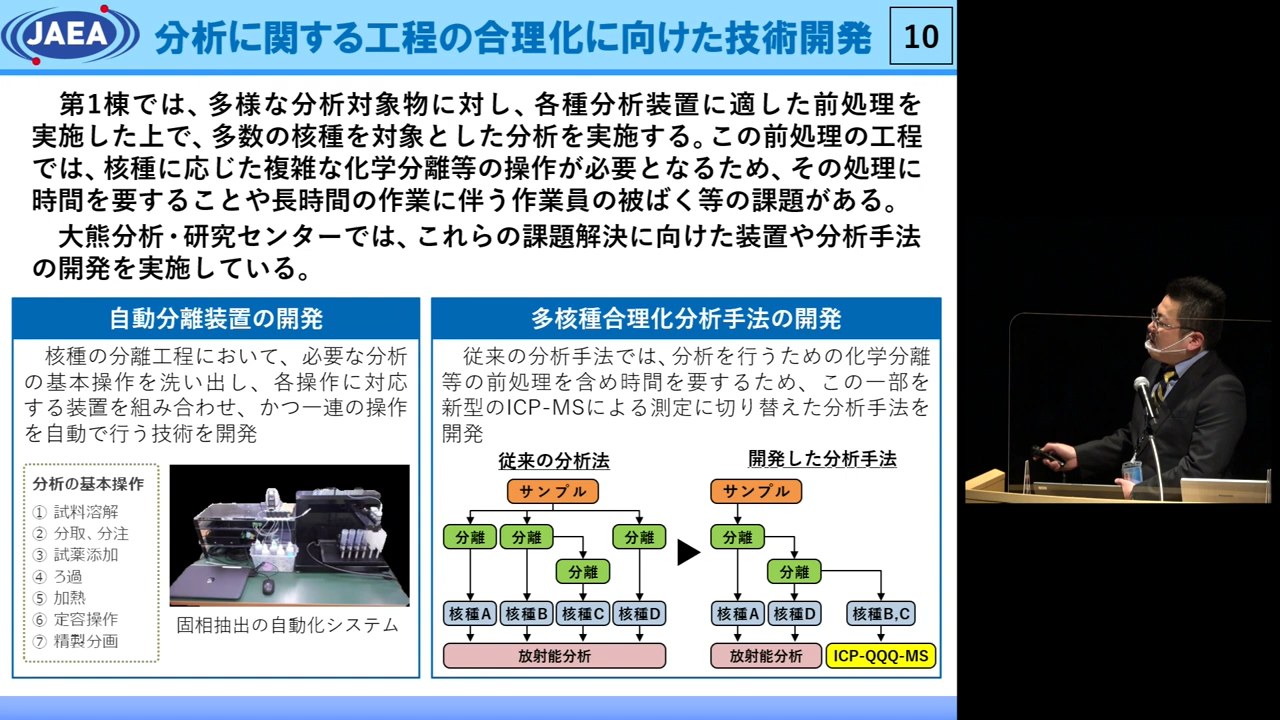 JAEA
分析に関する工程の合理化に向けた技術開発
10
第1棟では、多様な分析対象物に対し、各種分析装置に適した前処理を
実施した上で、多数の核種を対象とした分析を実施する。この前処理の工程
では、核種に応じた複雑な化学分離等の操作が必要となるため、その処理に
時間を要することや長時間の作業に伴う作業員の被ばく等の課題がある。
大熊分析・研究センターでは、これらの課題解決に向けた装置や分析手法
の開発を実施している。
自動分離装置の開発
核種の分離工程において、必要な分析
の基本操作を洗い出し、各操作に対応
する装置を組み合わせ、かつ一連の操作
を自動で行う技術を開発
分析の基本操作
① 試料溶解
② 分取、分注
③ 試薬添加
④ ろ過
⑤ 加熱
⑥ 定容操作
⑦ 精製分画
固相抽出の自動化システム
多核種合理化分析手法の開発
従来の分析手法では、分析を行うための化学分離
等の前処理を含め時間を要するため、この一部を
新型のICP-MSによる測定に切り替えた分析手法を
開発
従来の分析法
サンプル
分離 分離 分離
分離
核種A 核種B 核種C 核種D
放射能分析
開発した分析手法
サンプル
分離
分離
核種A 核種D 核種B,C
放射能分析 ICP-QQQ-MS